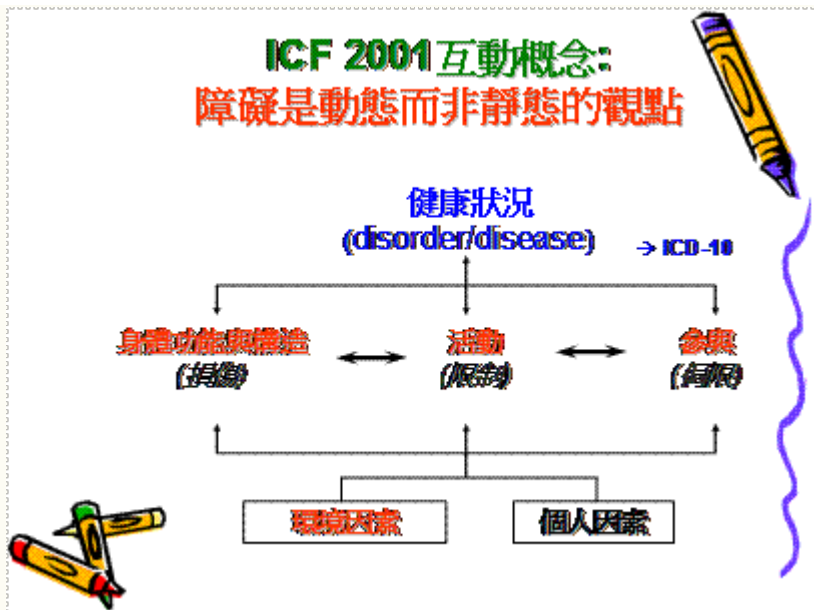 ICF 2001互動概念:
障礙是動態而非靜態的觀點
健康狀況
(disorder/disease) → ICD-10
身體功能與構造 活動 參與
(損傷) (限制) (侷限)
環境因素 個人因素